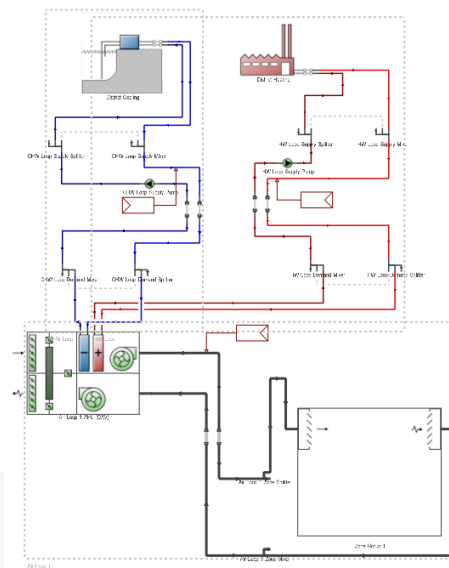 District Cooling
District Heating
CHW Loop Supply Splitter
CHW Loop Supply Mixer
HW Loop Supply Splitter
HW Loop Supply Mixer
CHW Loop Supply Pump
HW Loop Supply Pump
CHW Loop Demand Mixer
CHW Loop Demand Splitter
HW Loop Demand Mixer
HW Loop Demand Splitter
Air Loop 1 AHU (CAV)
Air Loop 1 Zone Splitter
Zone Group 1
Air Loop 1 Zone Mixer
Air Loop 1